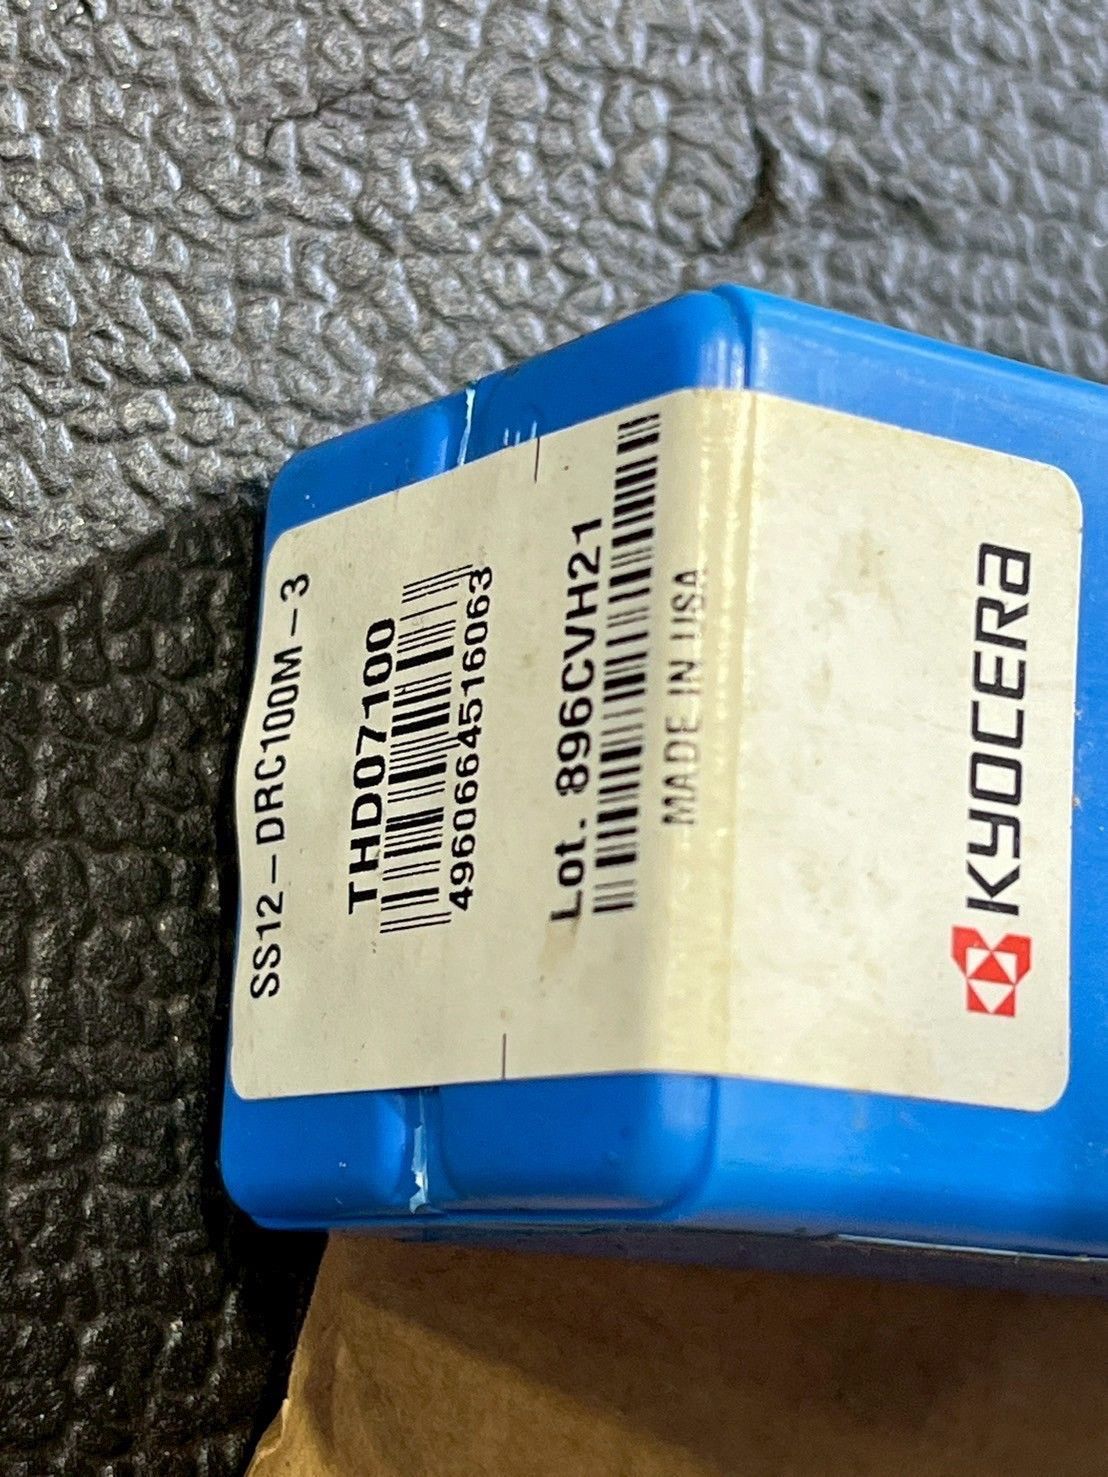 SS12-DRC100M-3
THD07100
4960664516063
Lot. 896CVH21
MADE IN USA
KYOCERA